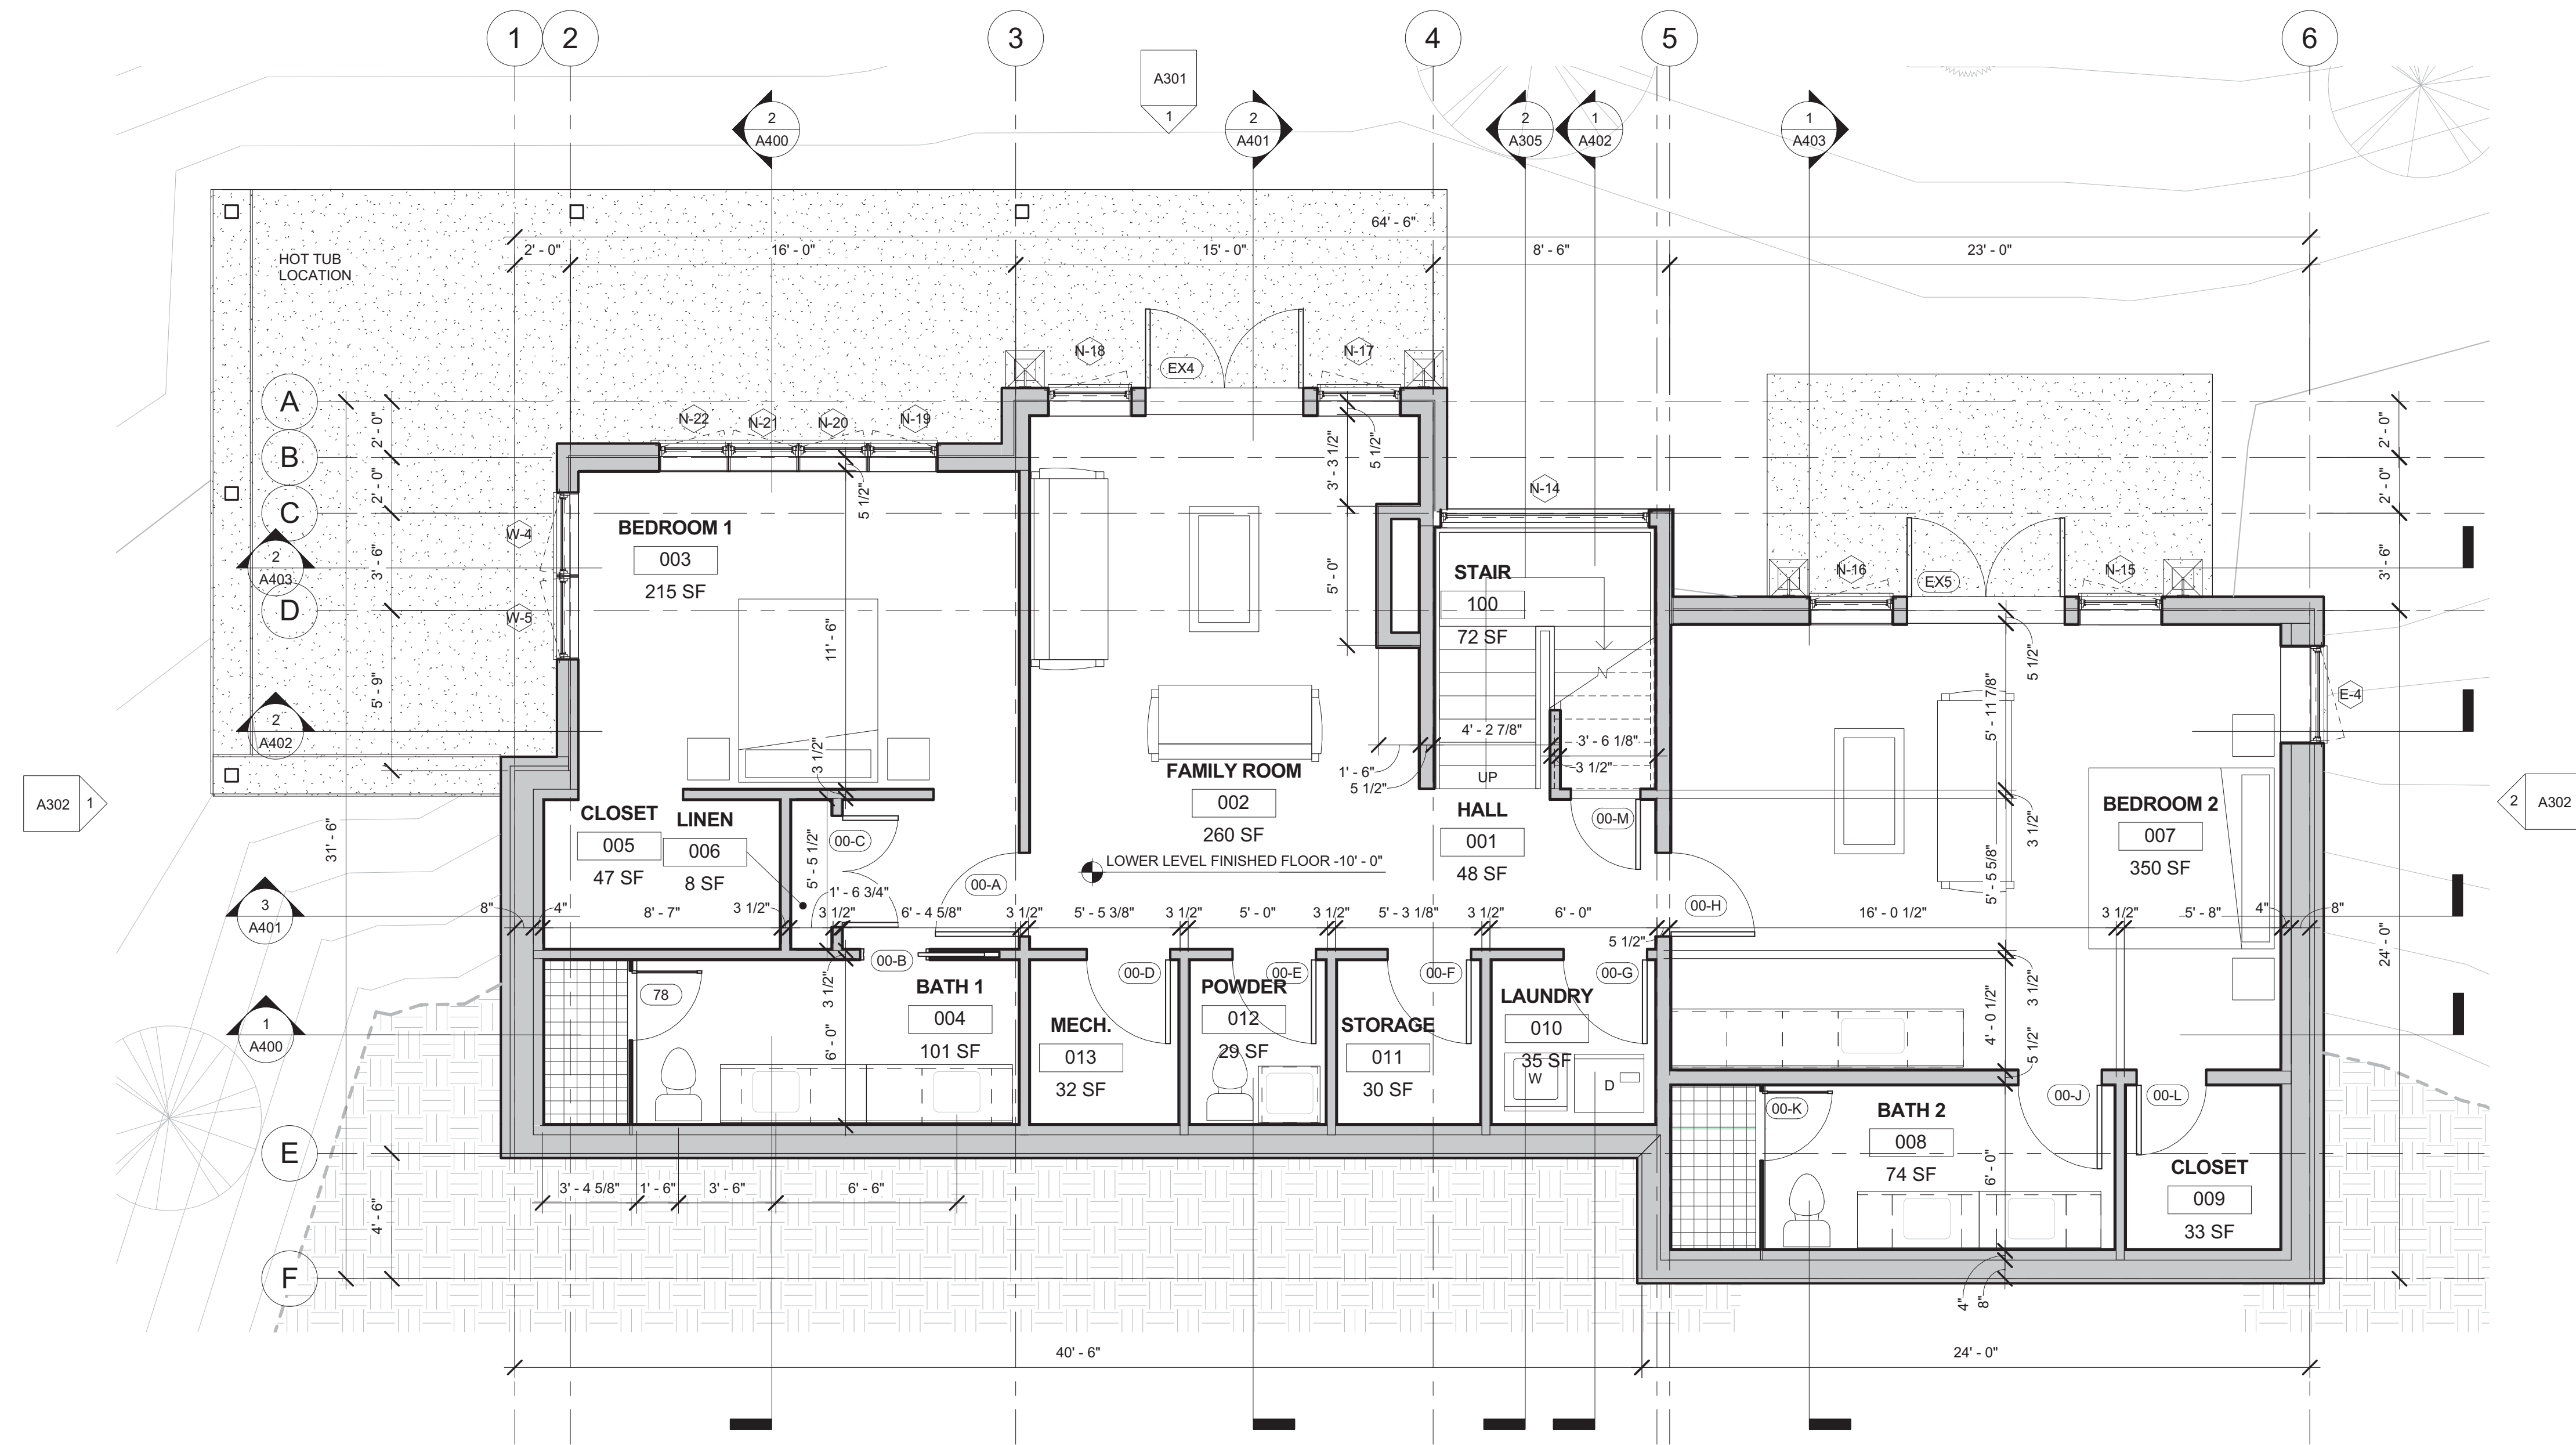 1
2
3
4
5
6
A301
1
2
A400
2
A401
2
A305
1
A402
1
A403
64' - 6"
2' - 0"
16' - 0"
15' - 0"
8' - 6"
23' - 0"
HOT TUB
LOCATION
N-18
EX4
N-17
A
B
C
D
E
F
2' - 0"
2' - 0"
3' - 6"
5' - 9"
31' - 6"
4' - 6"
N-22
N-21
N-20
N-19
5 1/2"
3' - 3 1/2"
5 1/2"
5' - 0"
N-14
2' - 0"
2' - 0"
3' - 6"
24' - 0"
W-4
W-5
2
A403
2
A402
3
A401
1
A400
BEDROOM 1
003
215 SF
11' - 6"
3 1/2"
STAIR
100
72 SF
N-16
EX5
N-15
5 1/2"
E-4
4' - 2 7/8"
3' - 6 1/8"
3 1/2"
1' - 6"
5 1/2"
UP
5' - 11 7/8"
3 1/2"
5' - 5 5/8"
A302
1
2
A302
FAMILY ROOM
002
260 SF
LOWER LEVEL FINISHED FLOOR -10' - 0"
HALL
001
48 SF
00-M
BEDROOM 2
007
350 SF
CLOSET
005
47 SF
LINEN
006
8 SF
5' - 5 1/2"
00-C
1' - 6 3/4"
00-A
00-H
8"
4"
8' - 7"
3 1/2"
3 1/2"
6' - 4 5/8"
3 1/2"
5' - 5 3/8"
3 1/2"
5' - 0"
3 1/2"
5' - 3 1/8"
3 1/2"
6' - 0"
5 1/2"
16' - 0 1/2"
3 1/2"
5' - 8"
4"
8"
78
00-B
3 1/2"
6' - 0"
BATH 1
004
101 SF
00-D
MECH.
013
32 SF
00-E
POWDER
012
29 SF
00-F
STORAGE
011
30 SF
00-G
LAUNDRY
010
35 SF
W
D
3 1/2"
4' - 0 1/2"
5 1/2"
00-K
BATH 2
008
74 SF
6' - 0"
00-J
00-L
CLOSET
009
33 SF
3' - 4 5/8"
1' - 6"
3' - 6"
6' - 6"
4"
8"
40' - 6"
24' - 0"